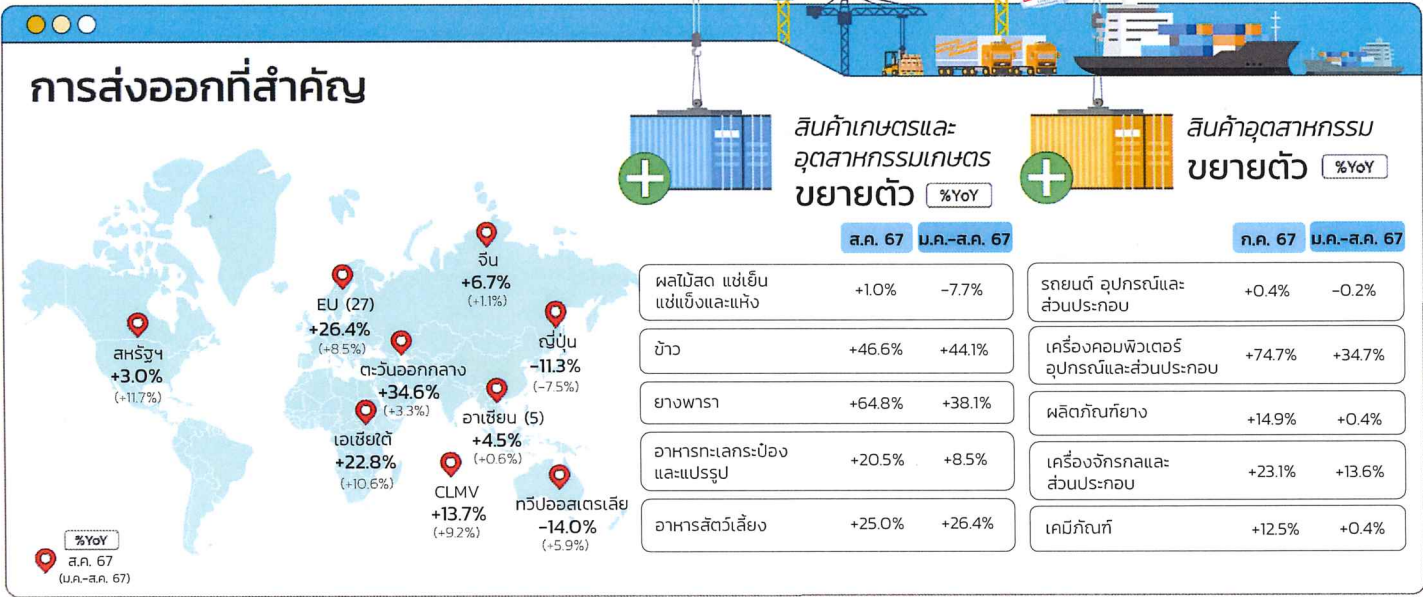 การส่งออกที่สำคัญ
จีน
+6.7%
(+1.1%)
EU (27)
+26.4%
(+8.5%)
ญี่ปุ่น
-11.3%
(-7.5%)
สหรัฐฯ
+3.0%
(+11.7%)
ตะวันออกกลาง
+34.6%
(+3.3%)
อาเซียน (5)
+4.5%
(+0.6%)
เอเชียใต้
+22.8%
(+10.6%)
CLMV
+13.7%
(+9.2%)
ทวีปออสเตรเลีย
-14.0%
(+5.9%)
%YoY
ส.ค. 67
(ม.ค.-ส.ค. 67)
สินค้าเกษตรและ
อุตสาหกรรมเกษตร
ขยายตัว %YoY
ส.ค. 67 ม.ค.-ส.ค. 67
ผลไม้สด แช่เย็น
แช่แข็งและแห้ง
+1.0% -7.7%
ข้าว +46.6% +44.1%
ยางพารา +64.8% +38.1%
อาหารทะเลกระป๋อง
และแปรรูป
+20.5% +8.5%
อาหารสัตว์เลี้ยง +25.0% +26.4%
สินค้าอุตสาหกรรม
ขยายตัว %YoY
ก.ค. 67 ม.ค.-ส.ค. 67
รถยนต์ อุปกรณ์และ
ส่วนประกอบ
+0.4% -0.2%
เครื่องคอมพิวเตอร์
อุปกรณ์และส่วนประกอบ
+74.7% +34.7%
ผลิตภัณฑ์ยาง +14.9% +0.4%
เครื่องจักรกลและ
ส่วนประกอบ
+23.1% +13.6%
เคมีภัณฑ์ +12.5% +0.4%